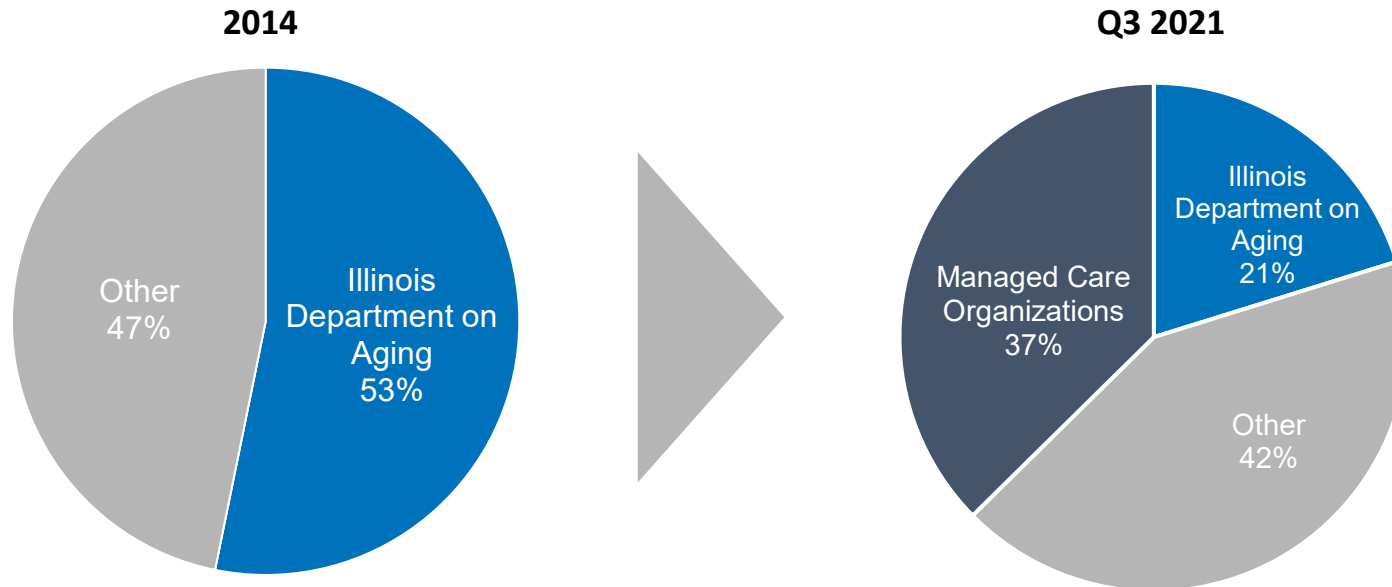 2014
Other
47%
Illinois
Department on
Aging
53%
Q3 2021
Managed Care
Organizations
37%
Illinois
Department on
Aging
21%
Other
42%